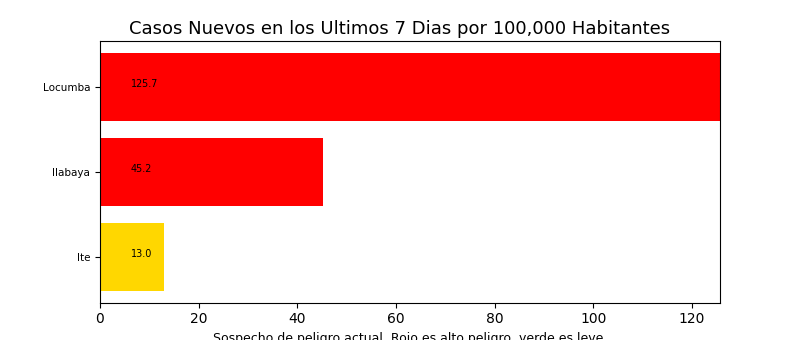 Casos Nuevos en los Ultimos 7 Dias por 100,000 Habitantes
Locumba
125.7
Ilabaya
45.2
Ite
13.0
0 20 40 60 80 100 120
Sospecho de peligro actual. Rojo es alto peligro, verde es leve